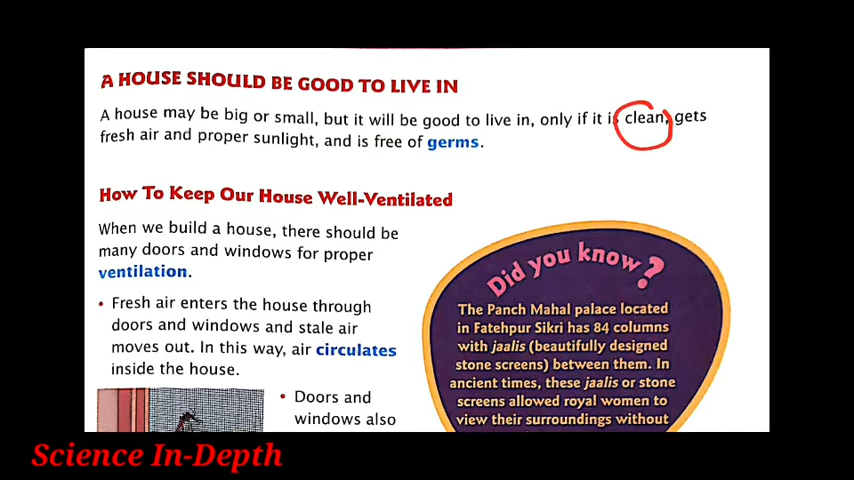 A HOUSE SHOULD BE GOOD TO LIVE IN
A house may be big or small, but it will be good to live in, only if it is clean, gets
fresh air and proper sunlight, and is free of germs.
How To Keep Our House Well-Ventilated
When we build a house, there should be
many doors and windows for proper
ventilation.
• Fresh air enters the house through
doors and windows and stale air
moves out. In this way, air circulates
inside the house.
• Doors and
windows also
Did you know?
The Panch Mahal palace located
in Fatehpur Sikri has 84 columns
with jaalis (beautifully designed
stone screens) between them. In
ancient times, these jaalis or stone
screens allowed royal women to
view their surroundings without
Science In-Depth